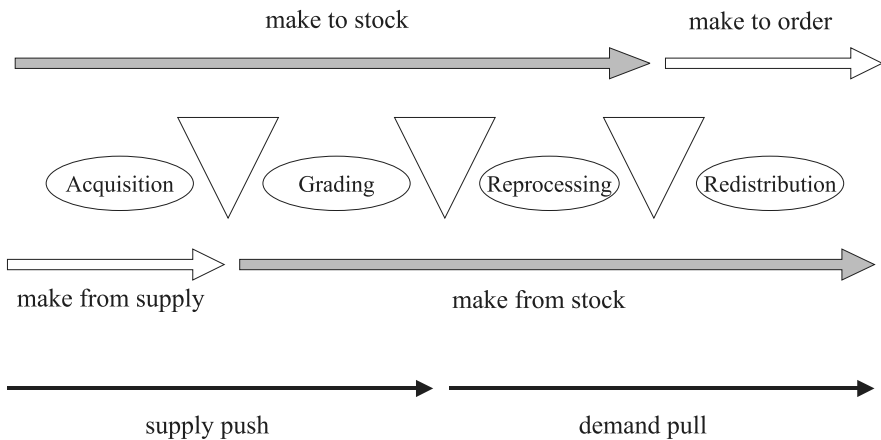 make to stock
make to order
Acquisition
Grading
Reprocessing
Redistribution
make from supply
make from stock
supply push
demand pull